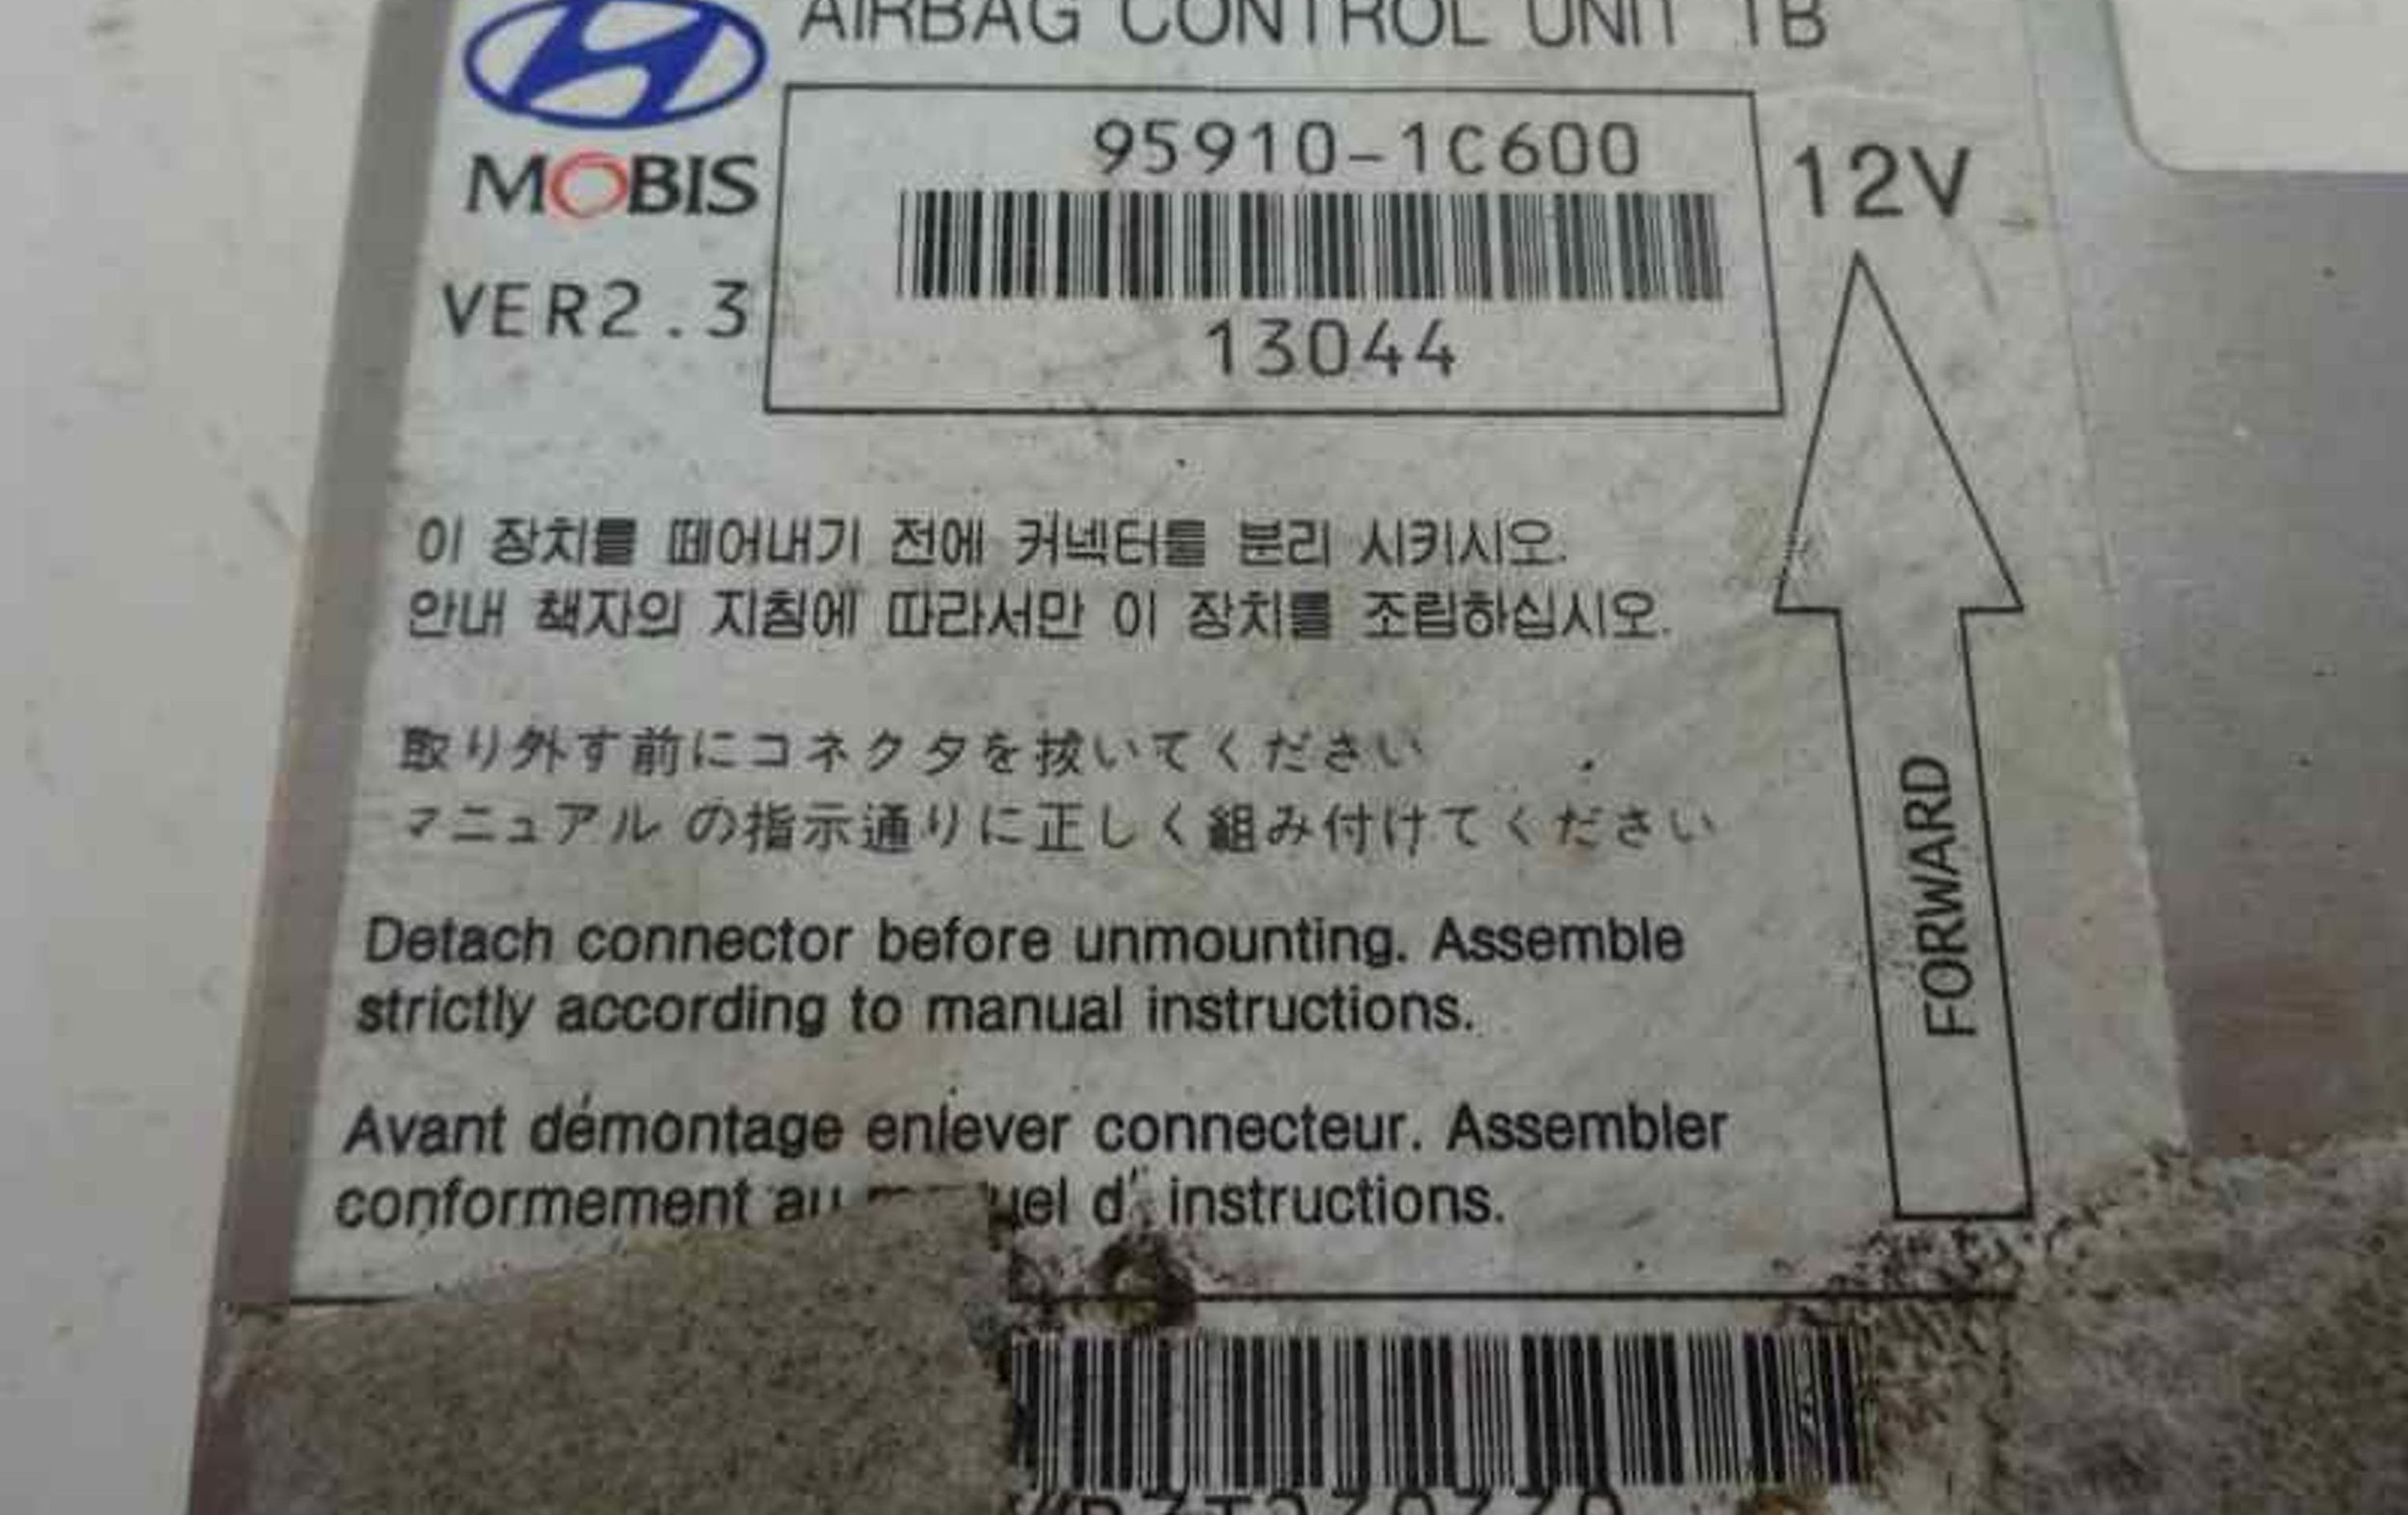 AIRBAG CONTROL UNIT TB
95910-1C600
MOBIS
12V
VER2.3
13044
이 장치를 떼어내기 전에 커넥터를 분리 시키시오.
안내 책자의 지침에 따라서만 이 장치를 조립하십시오.
取り外す前にコネクタを抜いてください
マニュアルの指示通りに正しく組み付けてください
FORWARD
Detach connector before unmounting. Assemble
strictly according to manual instructions.
Avant démontage enlever connecteur. Assembler
conformement au d' instructions.